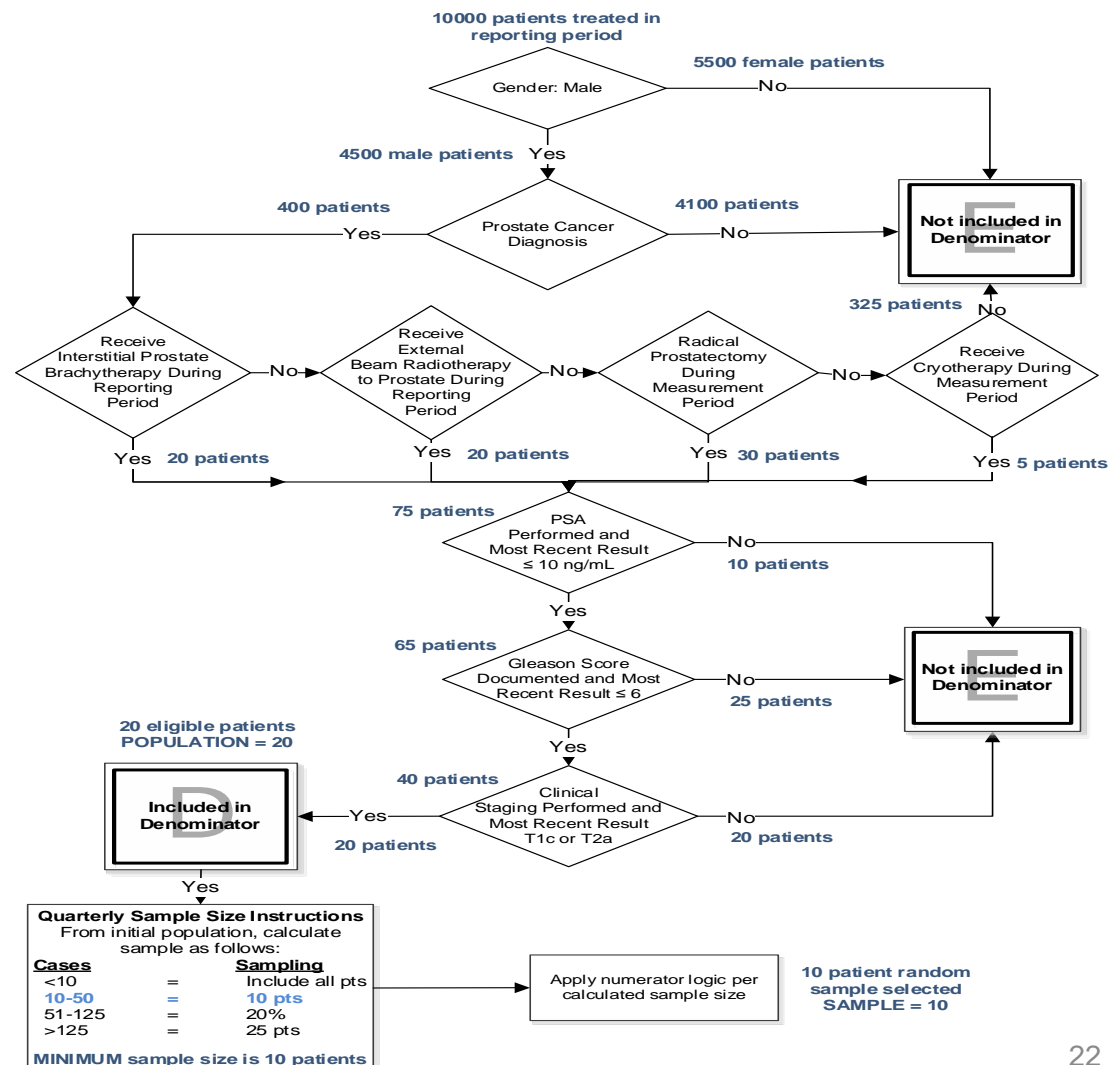 10000 patients treated in
reporting period
5500 female patients
Gender: Male
No
4500 male patients
Yes
400 patients
4100 patients
Prostate Cancer
Diagnosis
Yes
No
E
Not included in
Denominator
325 patients
No
Receive
Interstitial Prostate
Brachytherapy During
Reporting
Period
No
Receive
External
Beam Radiotherapy
to Prostate During
Reporting
Period
No
Radical
Prostatectomy
During
Measurement
Period
No
Receive
Cryotherapy During
Measurement
Period
Yes
20 patients
Yes
20 patients
Yes
30 patients
Yes
5 patients
75 patients
PSA
Performed and
Most Recent Result
≤ 10 ng/mL
No
10 patients
Yes
65 patients
Gleason Score
Documented and Most
Recent Result ≤ 6
No
25 patients
E
Not included in
Denominator
Yes
20 eligible patients
POPULATION = 20
40 patients
Clinical
Staging Performed and
Most Recent Result
T1c or T2a
No
20 patients
Yes
20 patients
D
Included in
Denominator
Yes
Quarterly Sample Size Instructions
From initial population, calculate
sample as follows:
Cases Sampling
<10 = Include all pts
10-50 = 10 pts
51-125 = 20%
>125 = 25 pts
MINIMUM sample size is 10 patients
Apply numerator logic per
calculated sample size
10 patient random
sample selected
SAMPLE = 10
22